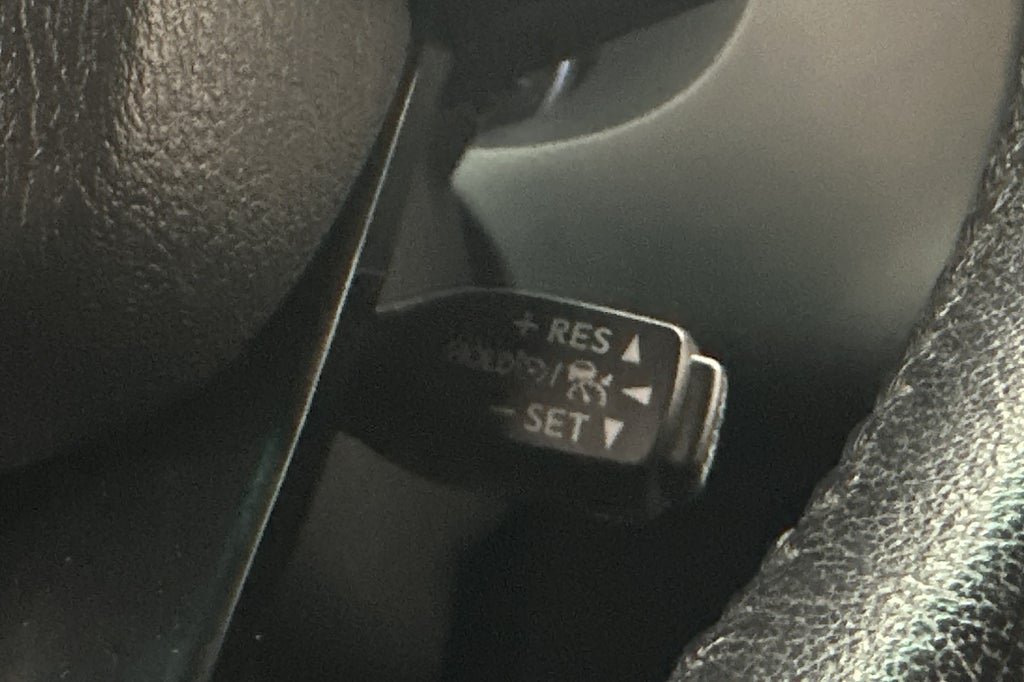 + RES ▲
/ ◀
− SET ▼